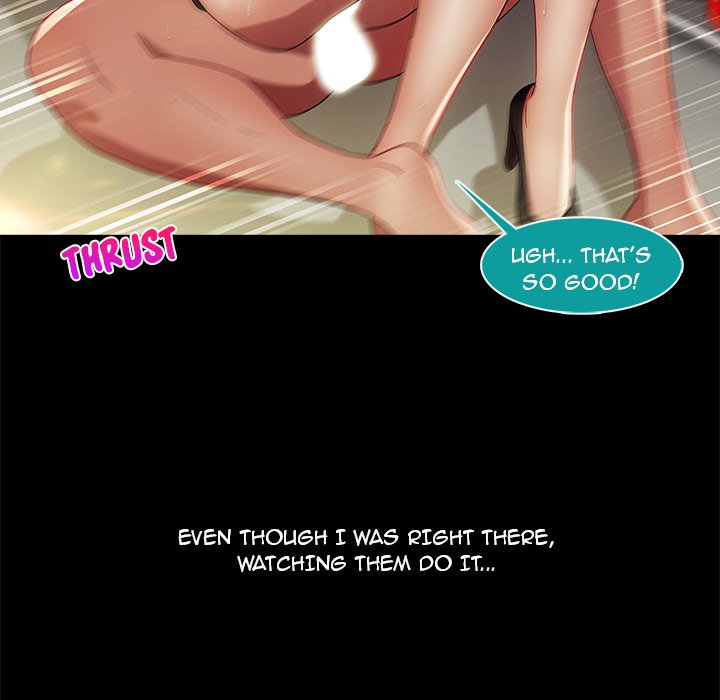 THRUST
UGH... THAT'S
SO GOOD!
EVEN THOUGH I WAS RIGHT THERE,
WATCHING THEM DO IT...